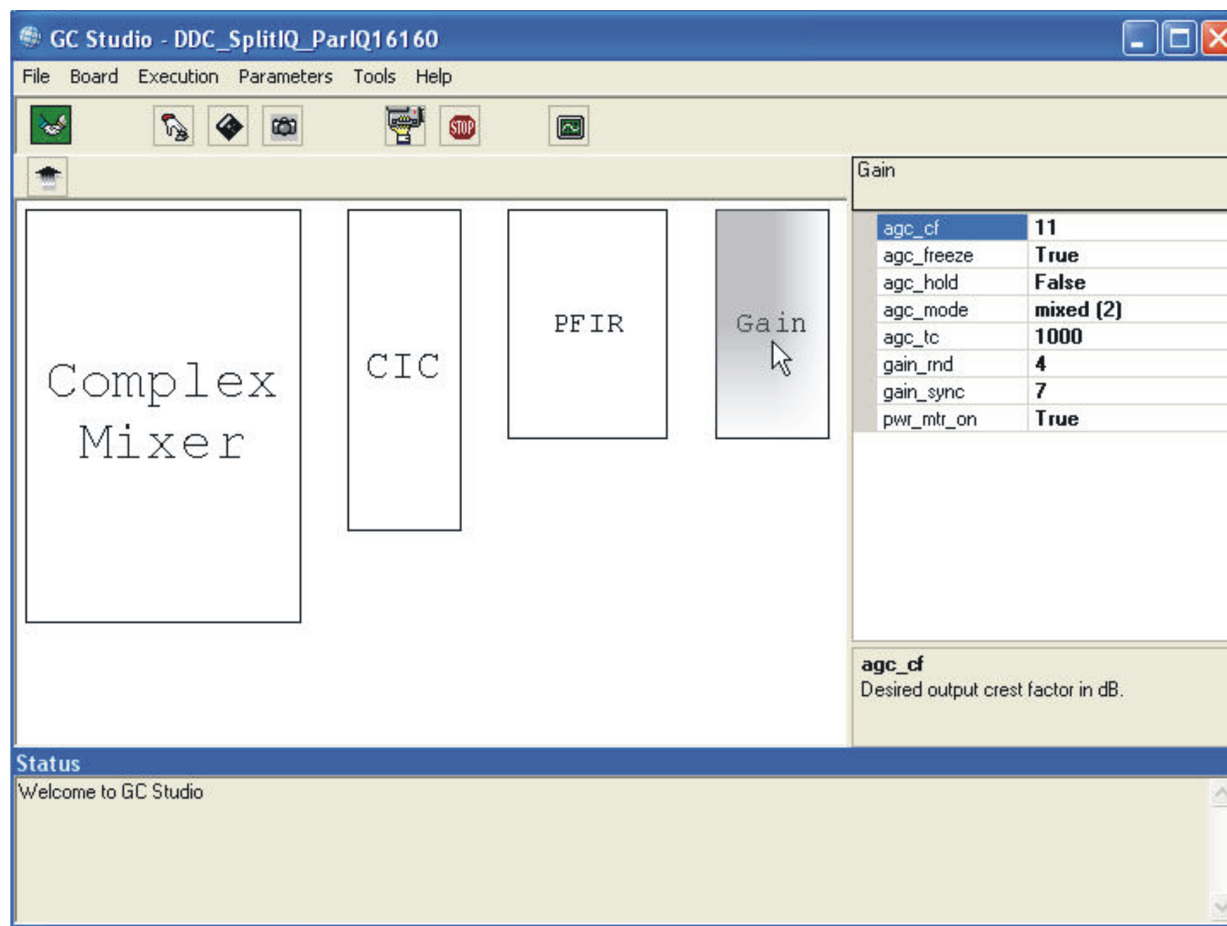 GC Studio - DDC_SplitIQ_ParIQ16160
File Board Execution Parameters Tools Help
STOP
Gain
Complex
Mixer
CIC
PFIR
Gain
agc_cf 11
agc_freeze True
agc_hold False
agc_mode mixed (2)
agc_tc 1000
gain_rnd 4
gain_sync 7
pwr_mtr_on True
agc_cf
Desired output crest factor in dB.
Status
Welcome to GC Studio